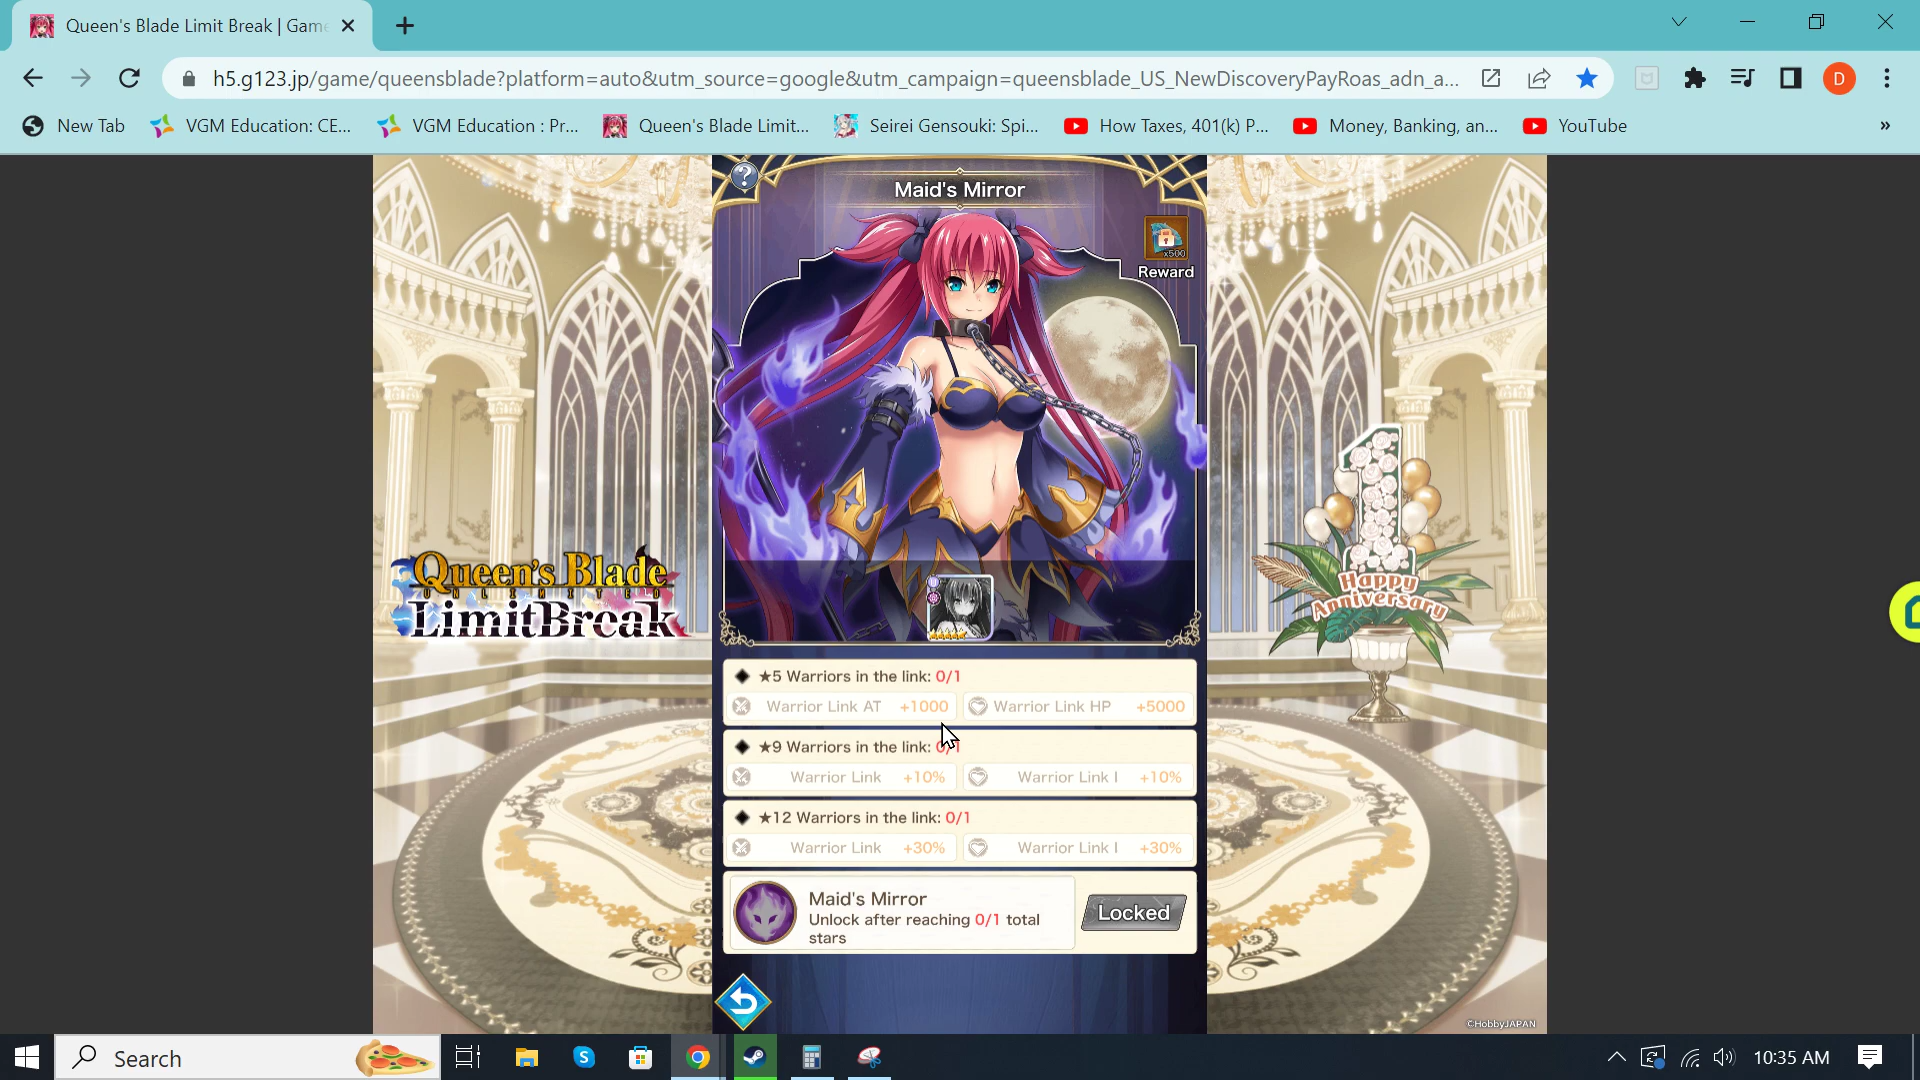 Queen's Blade Limit Break | Game
h5.g123.jp/game/queensblade?platform=auto&utm_source=google&utm_campaign=queensblade_US_NewDiscoveryPayRoas_adn_a...
D
New Tab
VGM Education: CE...
VGM Education : Pr...
Queen's Blade Limit...
Seirei Gensouki: Spi...
How Taxes, 401(k) P...
Money, Banking, an...
YouTube
»
?
Maid's Mirror
x500
Reward
Queen's Blade
UNLIMITED
LimitBreak
1
Happy
Anniversary
★5 Warriors in the link: 0/1
Warrior Link AT +1000
Warrior Link HP +5000
★9 Warriors in the link: 0/1
Warrior Link +10%
Warrior Link I +10%
★12 Warriors in the link: 0/1
Warrior Link +30%
Warrior Link I +30%
Maid's Mirror
Unlock after reaching 0/1 total
stars
Locked
©HobbyJAPAN
Search
10:35 AM